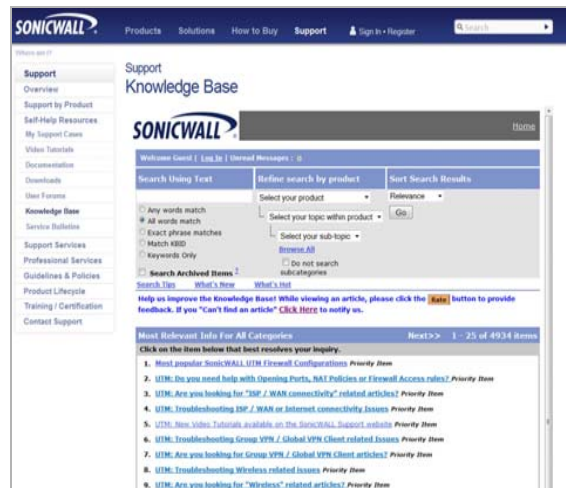 SONICWALL
Products Solutions How to Buy Support Sign In • Register Search
Where am I?
Support
Overview
Support by Product
Self-Help Resources
My Support Cases
Video Tutorials
Documentation
Downloads
User Forums
Knowledge Base
Service Bulletins
Support Services
Professional Services
Guidelines & Policies
Product Lifecycle
Training / Certification
Contact Support
Support
Knowledge Base
SONICWALL
Home
Welcome Guest | Log In | Unread Messages : 0
Search Using Text
Any words match
All words match
Exact phrase matches
Match KBID
Keywords Only
Search Archived Items ?
Refine search by product
Select your product
Select your topic within product
Select your sub-topic
Browse All
Do not search
subcategories
Sort Search Results
Relevance
Go
Search Tips What's New What's Hot
Help us improve the Knowledge Base! While viewing an article, please click the Rate button to provide
feedback. If you "Can't find an article" Click Here to notify us.
Most Relevant Info For All Categories Next>> 1 - 25 of 4934 items
Click on the item below that best resolves your inquiry.
1. Most popular SonicWALL UTM Firewall Configurations Priority Item
2. UTM: Do you need help with Opening Ports, NAT Policies or Firewall Access rules? Priority Item
3. UTM: Are you looking for "ISP / WAN connectivity" related articles? Priority Item
4. UTM: Troubleshooting ISP / WAN or Internet connectivity Issues Priority Item
5. UTM: New Video Tutorials available on the SonicWALL Support website Priority Item
6. UTM: Troubleshooting Group VPN / Global VPN Client related Issues Priority Item
7. UTM: Are you looking for Group VPN / Global VPN Client articles? Priority Item
8. UTM: Troubleshooting Wireless related issues Priority Item
9. UTM: Are you looking for "Wireless" related articles? Priority Item